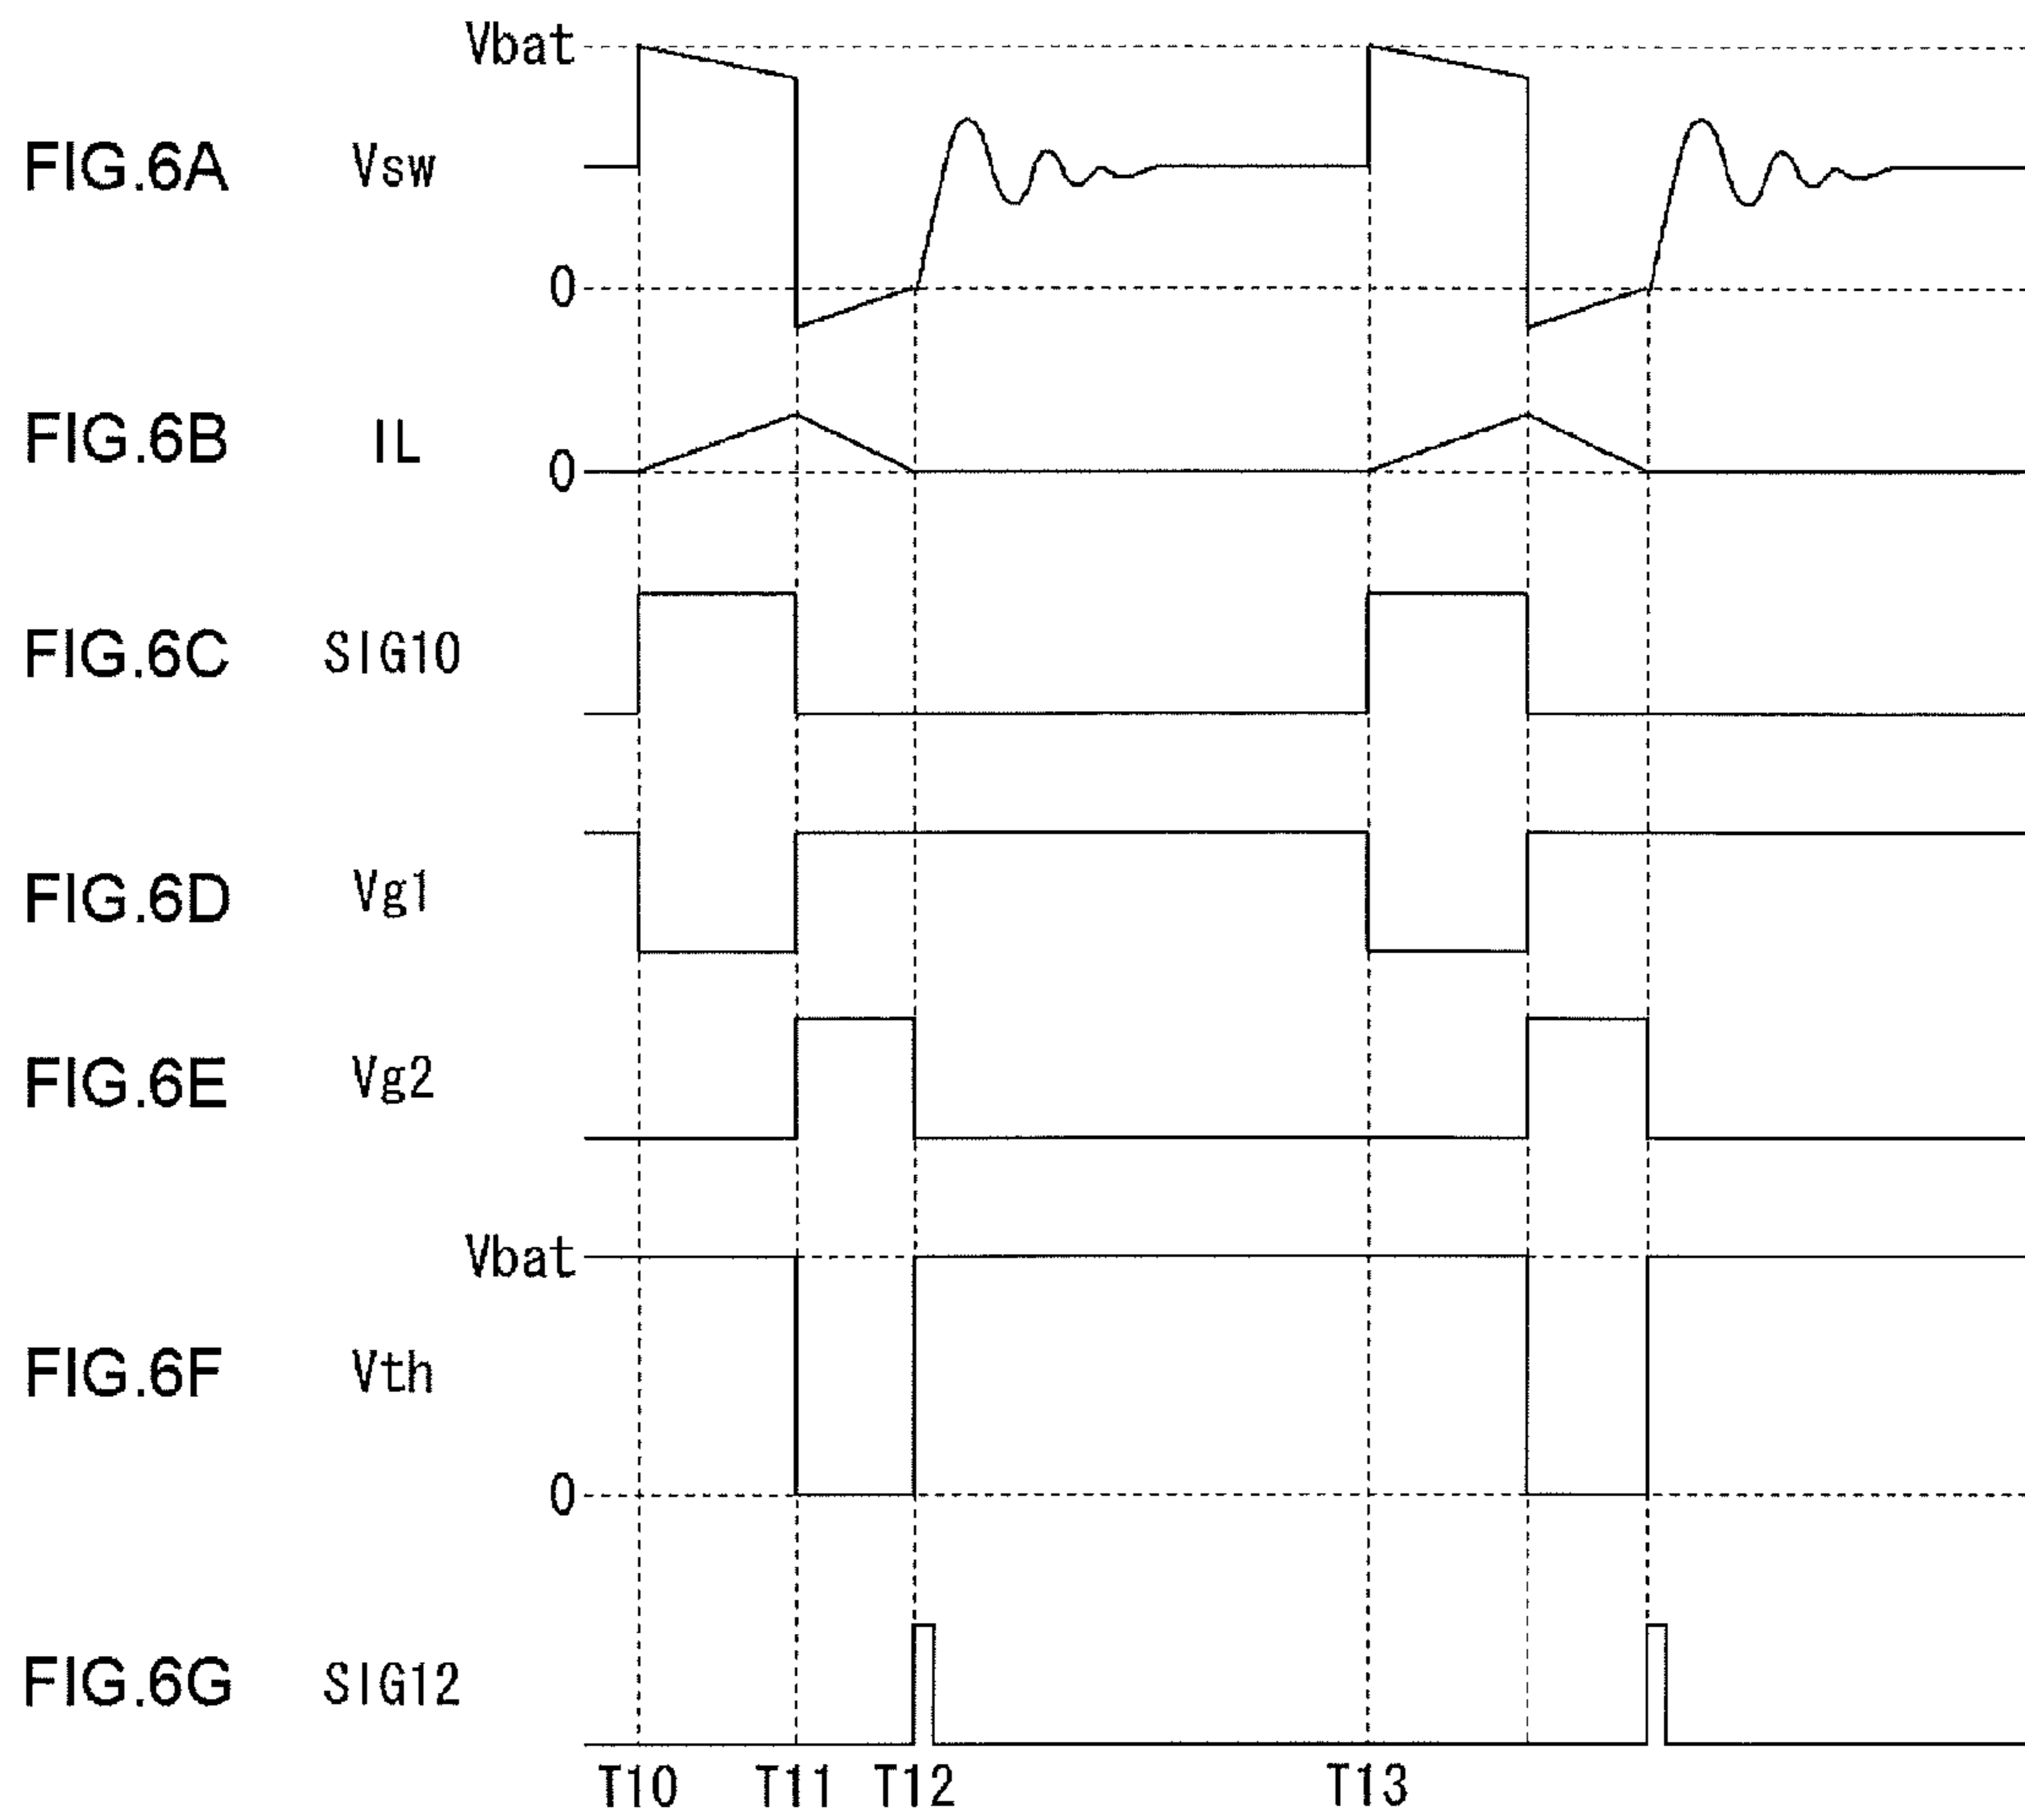 Vbat
FIG.6A Vsw
0
FIG.6B IL
0
FIG.6C SIG10
FIG.6D Vg1
FIG.6E Vg2
Vbat
FIG.6F Vth
0
FIG.6G SIG12
T10 T11 T12 T13